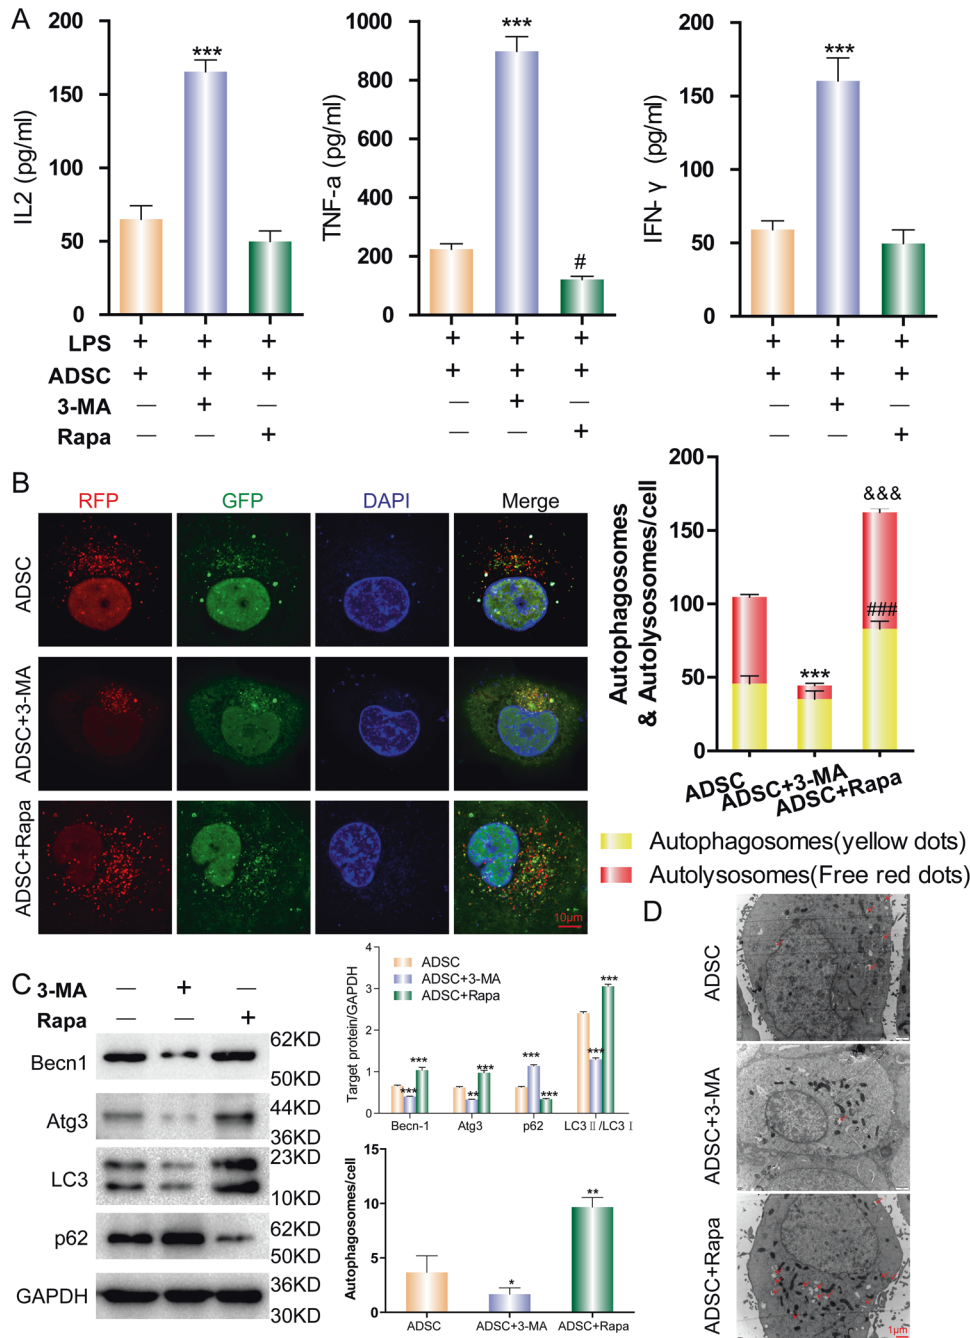 A
IL2 (pg/ml)
200
150
100
50
0
***
TNF-a (pg/ml)
1000
800
600
400
200
0
***
#
IFN- γ (pg/ml)
200
150
100
50
0
***
LPS + + + + + + + + +
ADSC + + + + + + + + +
3-MA — + — — + — — + —
Rapa — — + — — + — — +
B
RFP GFP DAPI Merge
ADSC
ADSC+3-MA
ADSC+Rapa
10μm
Autophagosomes
& Autolysosomes/cell
200
150
100
50
0
***
&&&
###
ADSC
ADSC+3-MA
ADSC+Rapa
Autophagosomes(yellow dots)
Autolysosomes(Free red dots)
C
3-MA — + —
Rapa — — +
Becn1 62KD
50KD
Atg3 44KD
36KD
LC3 23KD
10KD
p62 62KD
50KD
GAPDH 36KD
30KD
Target protein/GAPDH
4
3
2
1
0
ADSC
ADSC+3-MA
ADSC+Rapa
*** *** ** *** *** *** *** ***
Becn-1 Atg3 p62 LC3 Ⅱ/LC3 Ⅰ
Autophagosomes/cell
15
10
5
0
*
**
ADSC ADSC+3-MA ADSC+Rapa
D
ADSC
ADSC+3-MA
ADSC+Rapa
1μm